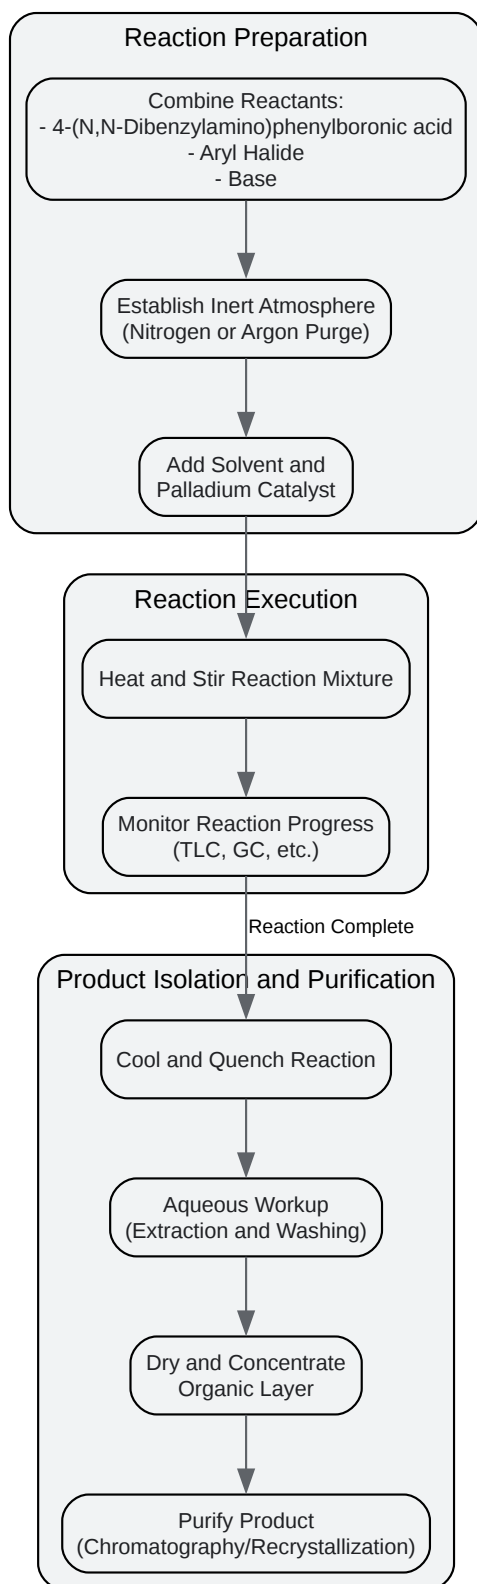 Reaction Preparation
Combine Reactants:
- 4-(N,N-Dibenzylamino)phenylboronic acid
- Aryl Halide
- Base
Establish Inert Atmosphere
(Nitrogen or Argon Purge)
Add Solvent and
Palladium Catalyst
Reaction Execution
Heat and Stir Reaction Mixture
Monitor Reaction Progress
(TLC, GC, etc.)
Reaction Complete
Product Isolation and Purification
Cool and Quench Reaction
Aqueous Workup
(Extraction and Washing)
Dry and Concentrate
Organic Layer
Purify Product
(Chromatography/Recrystallization)